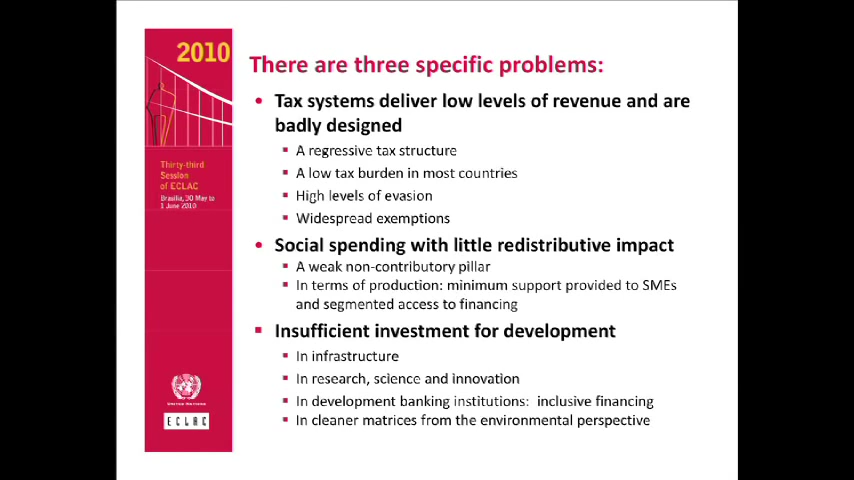 2010
Thirty-third
Session
of ECLAC
Brasilia, 30 May to
1 June 2010
ECLAC
There are three specific problems:
• Tax systems deliver low levels of revenue and are
badly designed
▪ A regressive tax structure
▪ A low tax burden in most countries
▪ High levels of evasion
▪ Widespread exemptions
• Social spending with little redistributive impact
▪ A weak non-contributory pillar
▪ In terms of production: minimum support provided to SMEs
and segmented access to financing
▪ Insufficient investment for development
▪ In infrastructure
▪ In research, science and innovation
▪ In development banking institutions: inclusive financing
▪ In cleaner matrices from the environmental perspective